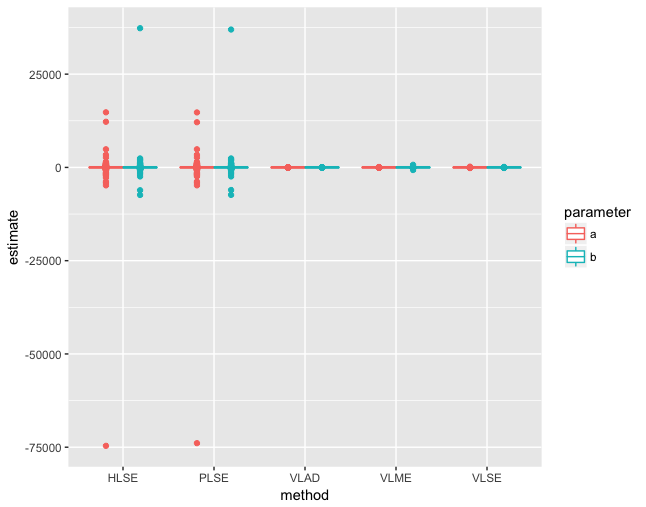 25000
0
-25000
-50000
-75000
estimate
HLSE PLSE VLAD VLME VLSE
method
parameter
a
b